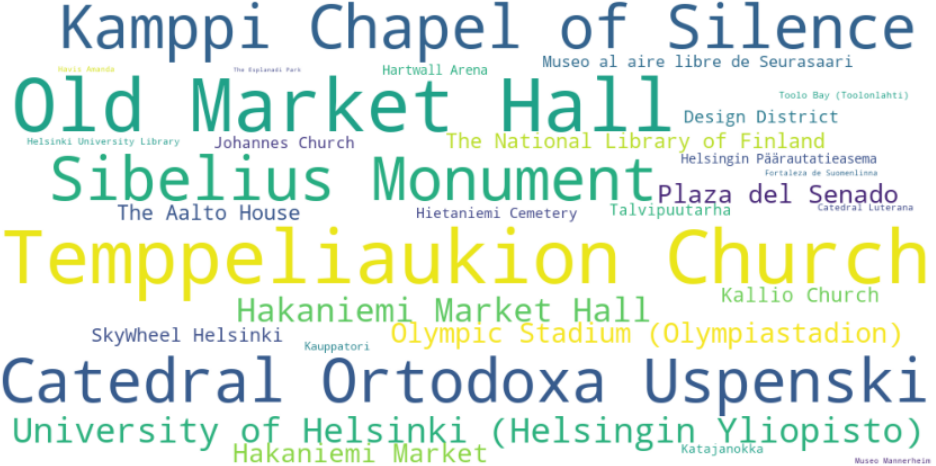 Kamppi Chapel of Silence
Museo al aire libre de Seurasaari
Havis Amanda
The Esplanadi Park
Hartwall Arena
Old Market Hall
Toolo Bay (Toolonlahti)
Design District
Helsinki University Library
Johannes Church
The National Library of Finland
Sibelius Monument
Helsingin Päärautatieasema
Fortaleza de Suomenlinna
Plaza del Senado
The Aalto House
Hietaniemi Cemetery
Talvipuutarha
Catedral Luterana
Temppeliaukion Church
Kallio Church
Hakaniemi Market Hall
SkyWheel Helsinki
Olympic Stadium (Olympiastadion)
Kauppatori
Catedral Ortodoxa Uspenski
University of Helsinki (Helsingin Yliopisto)
Hakaniemi Market
Katajanokka
Museo Mannerheim